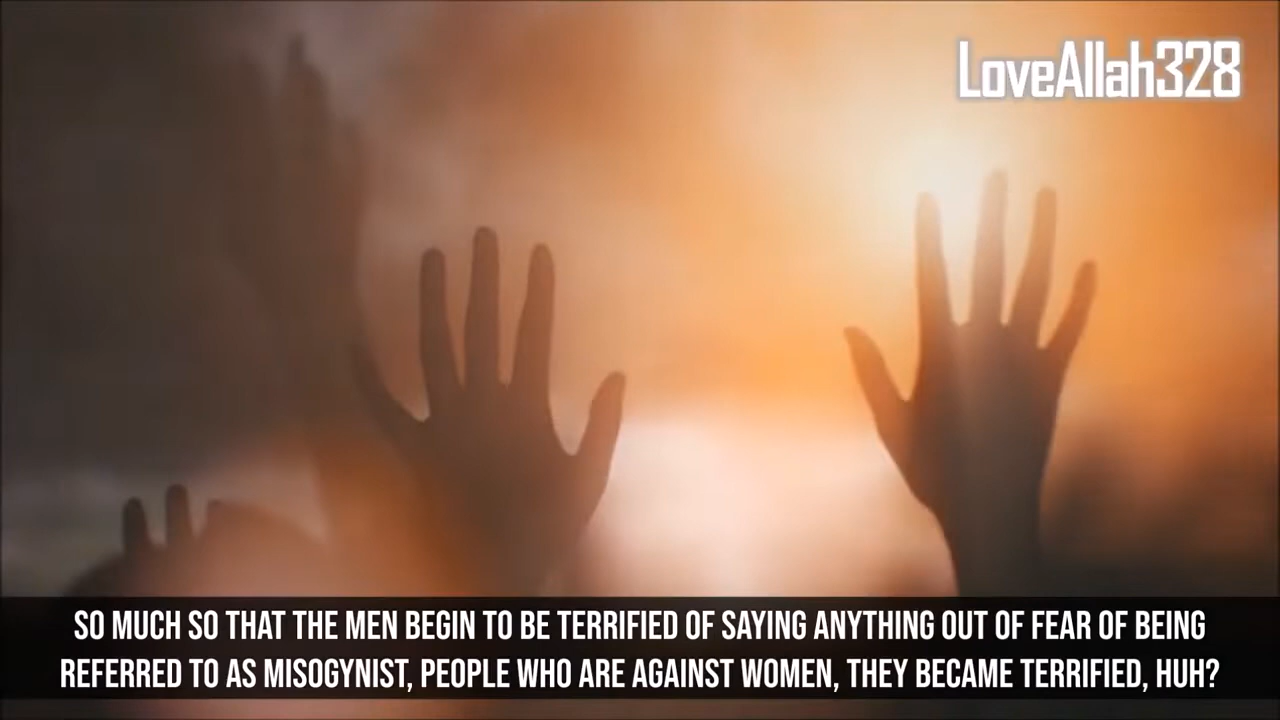 LoveAllah328
SO MUCH SO THAT THE MEN BEGIN TO BE TERRIFIED OF SAYING ANYTHING OUT OF FEAR OF BEING
REFERRED TO AS MISOGYNIST, PEOPLE WHO ARE AGAINST WOMEN, THEY BECAME TERRIFIED, HUH?